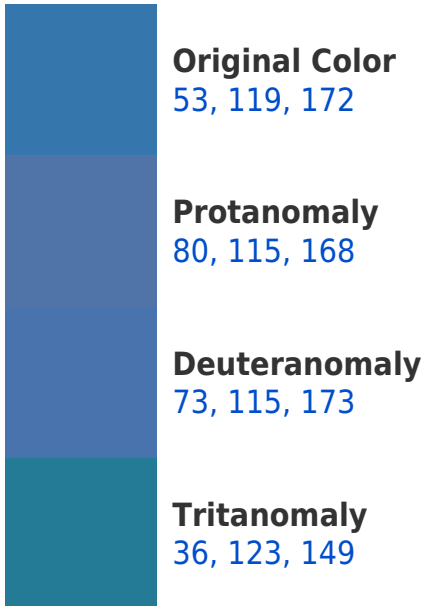 Original Color
53, 119, 172
Protanomaly
80, 115, 168
Deuteranomaly
73, 115, 173
Tritanomaly
36, 123, 149